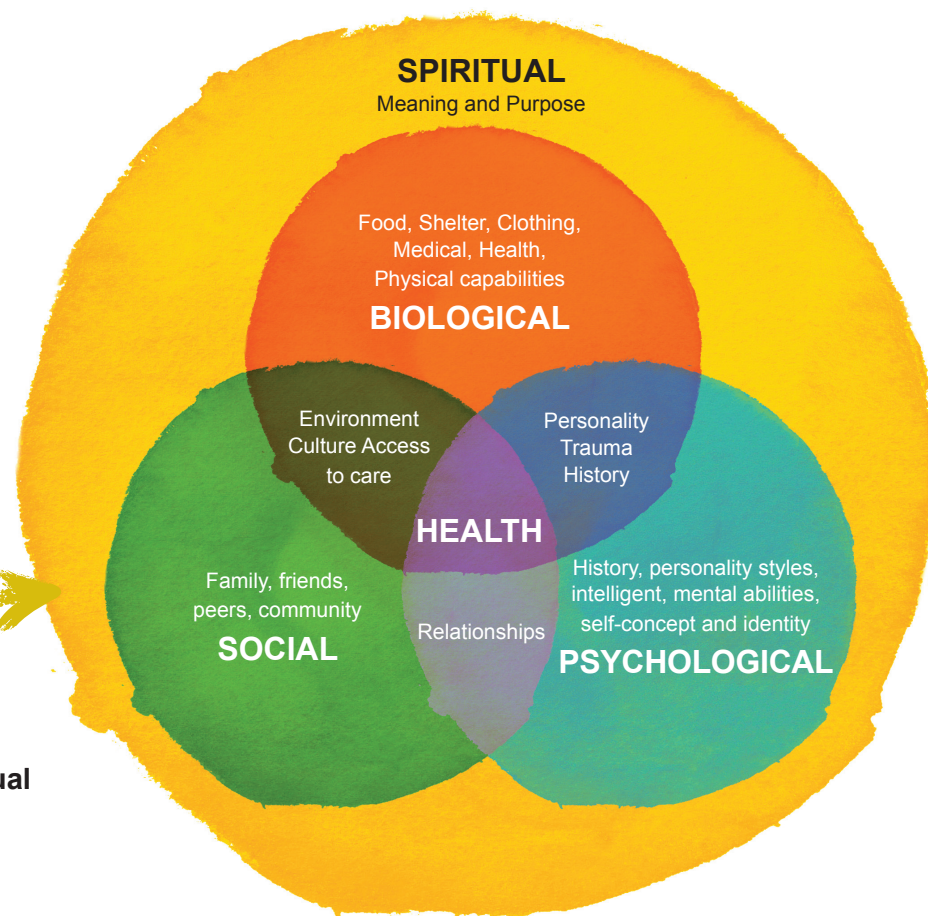 SPIRITUAL
Meaning and Purpose
Food, Shelter, Clothing,
Medical, Health,
Physical capabilities
BIOLOGICAL
Environment
Culture Access
to care
Personality
Trauma
History
HEALTH
Family, friends,
peers, community
SOCIAL
Relationships
History, personality styles,
intelligent, mental abilities,
self-concept and identity
PSYCHOLOGICAL
ual